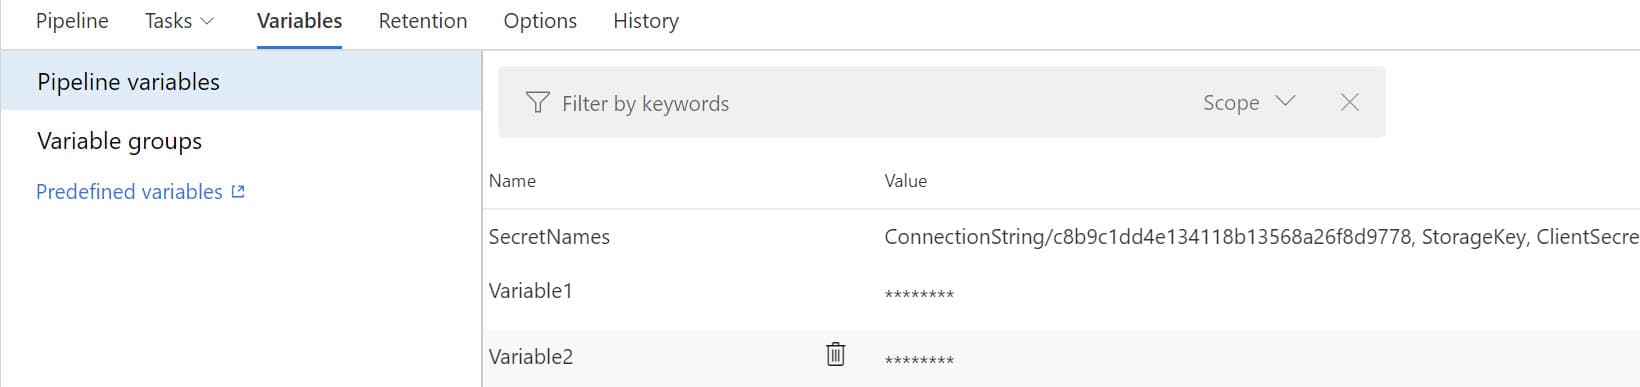 Pipeline Tasks Variables Retention Options History
Pipeline variables
Variable groups
Predefined variables
Filter by keywords Scope
Name Value
SecretNames ConnectionString/c8b9c1dd4e134118b13568a26f8d9778, StorageKey, ClientSecre
Variable1 ********
Variable2 ********